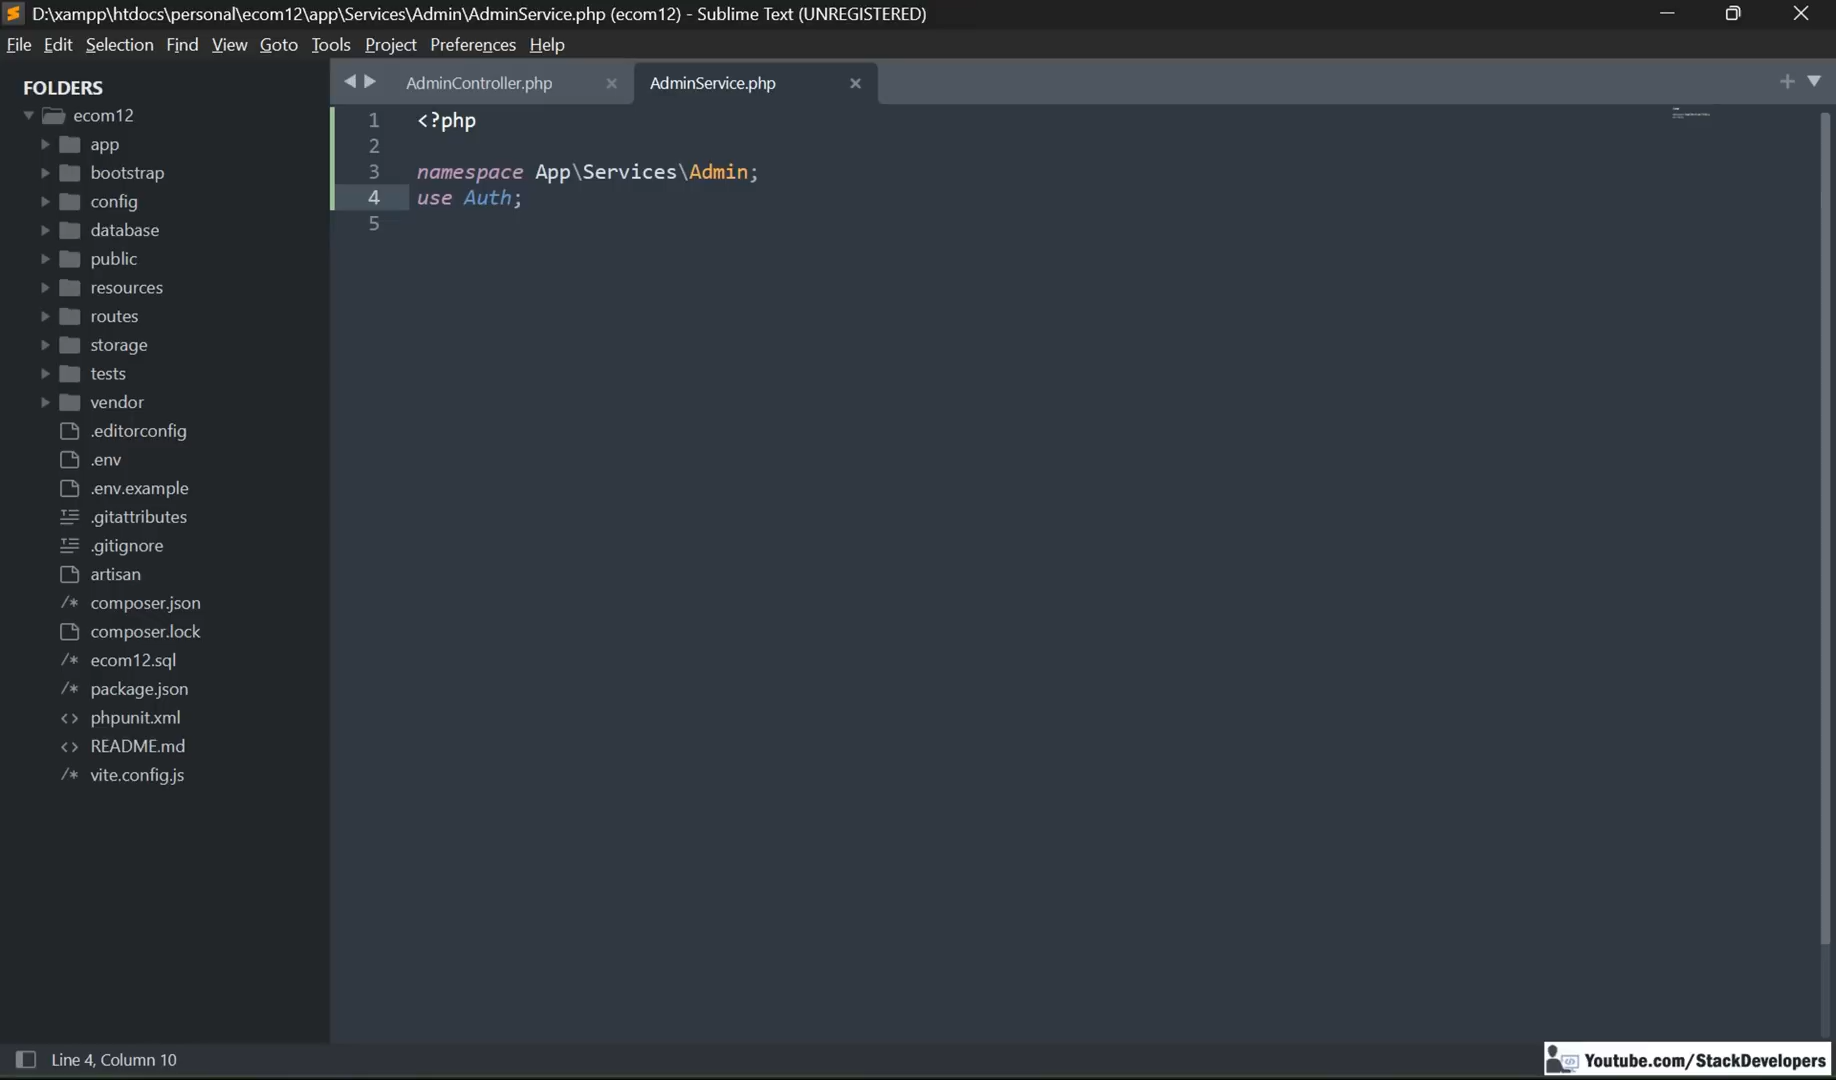 D:\xampp\htdocs\personal\ecom12\app\Services\Admin\AdminService.php (ecom12) - Sublime Text (UNREGISTERED)
File Edit Selection Find View Goto Tools Project Preferences Help
FOLDERS
ecom12
app
bootstrap
config
database
public
resources
routes
storage
tests
vendor
.editorconfig
.env
.env.example
.gitattributes
.gitignore
artisan
composer.json
composer.lock
ecom12.sql
package.json
phpunit.xml
README.md
vite.config.js
AdminController.php
AdminService.php
1 <?php
2
3 namespace App\Services\Admin;
4 use Auth;
5
Line 4, Column 10
Youtube.com/StackDevelopers